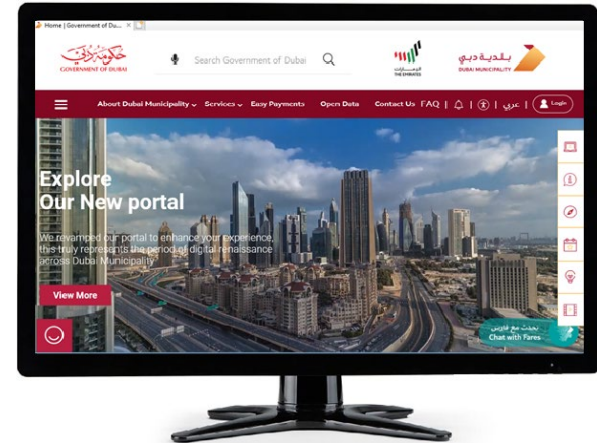 Home | Government of Du...
حكومة دبي
GOVERNMENT OF DUBAI
Search Government of Dubai
THE EMIRATES
بلدية دبي
DUBAI MUNICIPALITY
About Dubai Municipality
Services
Easy Payments
Open Data
Contact Us
FAQ
عربي
Login
Explore
Our New portal
We revamped our portal to enhance your experience,
this truly represents the period of digital renaissance
across Dubai Municipality
View More
تحدث مع فارس
Chat with Fares